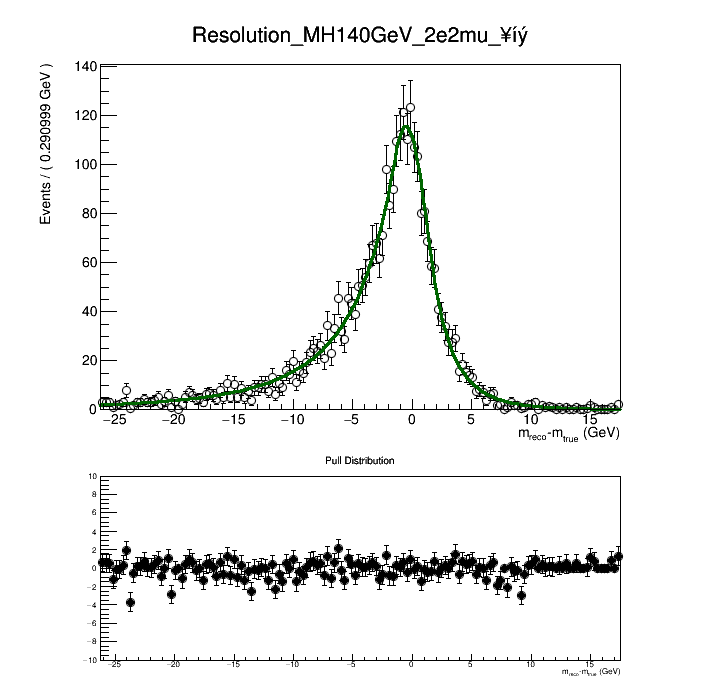 Resolution_MH140GeV_2e2mu_¥íý
Events / ( 0.290999 GeV )
140
120
100
80
60
40
20
0
−25 −20 −15 −10 −5 0 5 10 15
m_reco-m_true (GeV)
Pull Distribution
10
8
6
4
2
0
−2
−4
−6
−8
−10
−25 −20 −15 −10 −5 0 5 10 15
m_reco-m_true (GeV)